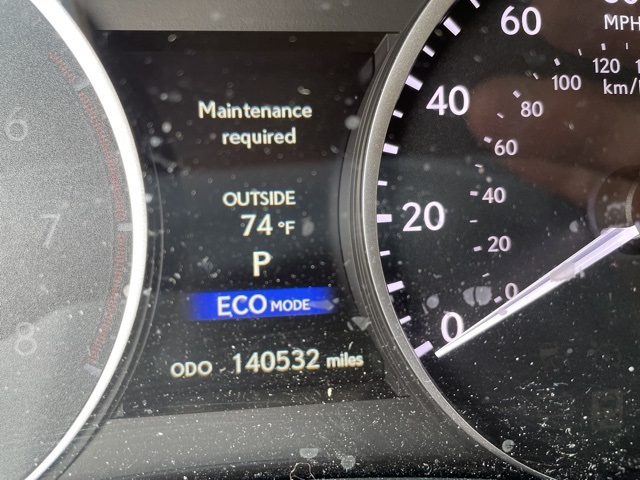 Maintenance
required
OUTSIDE
74 °F
P
ECO MODE
ODO 140532 miles
6
7
8
60
MPH
40
20
0
120
km/
100
80
60
40
20
0